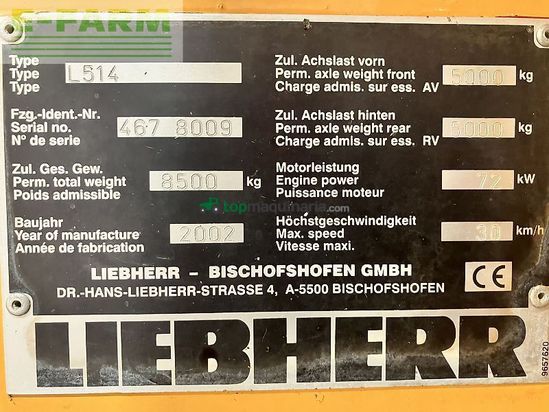 E-FARM
Type
Type L514
Type
Fzg.-Ident.-Nr.
Serial no. 467 8009
N° de serie
Zul. Ges. Gew.
Perm. total weight 8500 kg
Poids admissible
Baujahr
Year of manufacture 2002
Année de fabrication
Zul. Achslast vorn
Perm. axle weight front 5000 kg
Charge admis. sur ess. AV
Zul. Achslast hinten
Perm. axle weight rear 5000 kg
Charge admis. sur ess. RV
Motorleistung
Engine power 72 kW
Puissance moteur
Höchstgeschwindigkeit
Max. speed 30 km/h
Vitesse maxi.
topmaquinaria.com
LIEBHERR – BISCHOFSHOFEN GMBH
DR.-HANS-LIEBHERR-STRASSE 4, A-5500 BISCHOFSHOFEN
CE
LIEBHERR
9657620